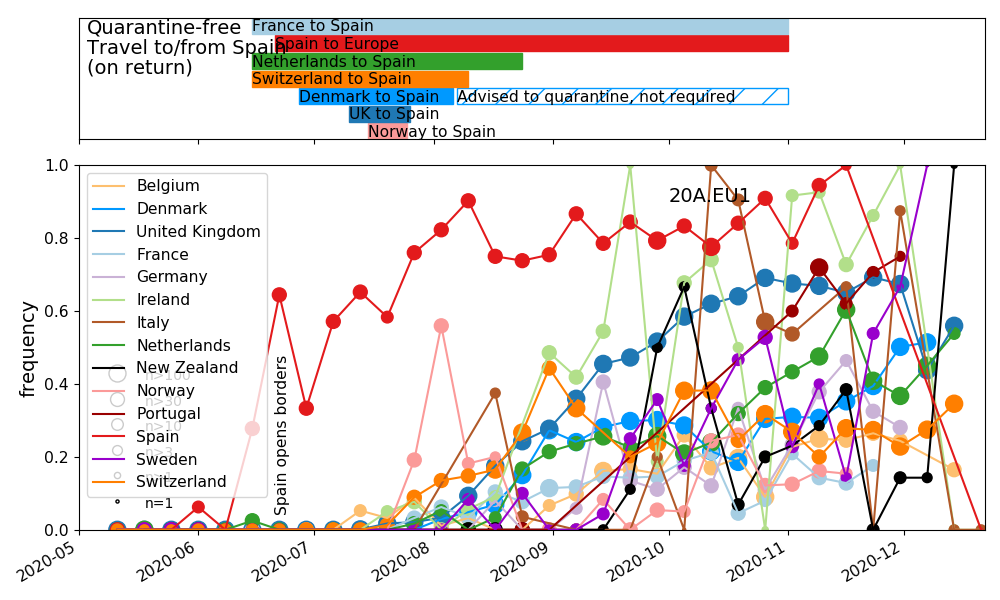 Quarantine-free
Travel to/from Spain
(on return)
France to Spain
Spain to Europe
Netherlands to Spain
Switzerland to Spain
Denmark to Spain
Advised to quarantine, not required
UK to Spain
Norway to Spain
1.0
0.8
0.6
0.4
0.2
0.0
frequency
20A.EU1
Belgium
Denmark
United Kingdom
France
Germany
Ireland
Italy
Netherlands
New Zealand
Norway
Portugal
Spain
Sweden
Switzerland
n>100
n>30
n>10
n>3
n=1
Spain opens borders
2020-05
2020-06
2020-07
2020-08
2020-09
2020-10
2020-11
2020-12